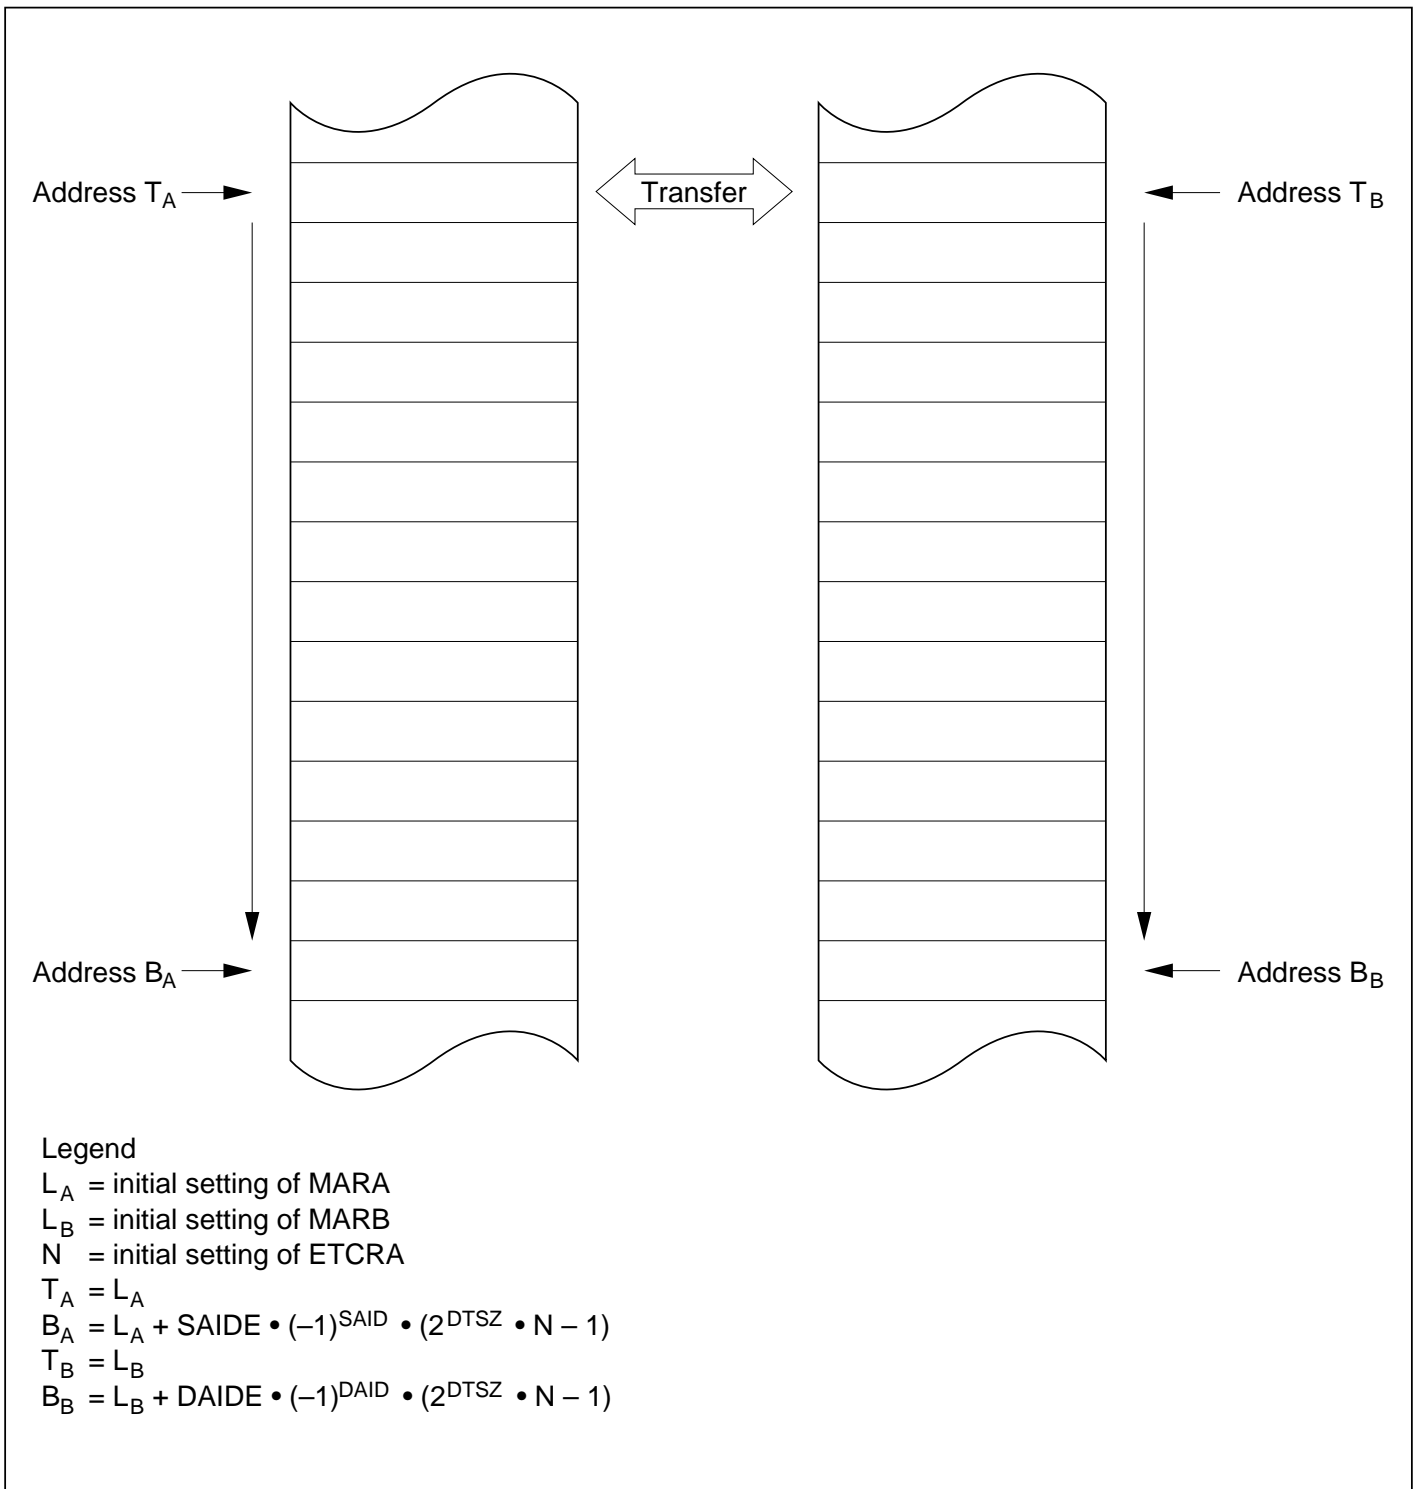 Address T_A
Transfer
Address T_B
Address B_A
Address B_B
Legend
L_A = initial setting of MARA
L_B = initial setting of MARB
N = initial setting of ETCRA
T_A = L_A
B_A = L_A + SAIDE • (–1)^SAID • (2^DTSZ • N – 1)
T_B = L_B
B_B = L_B + DAIDE • (–1)^DAID • (2^DTSZ • N – 1)